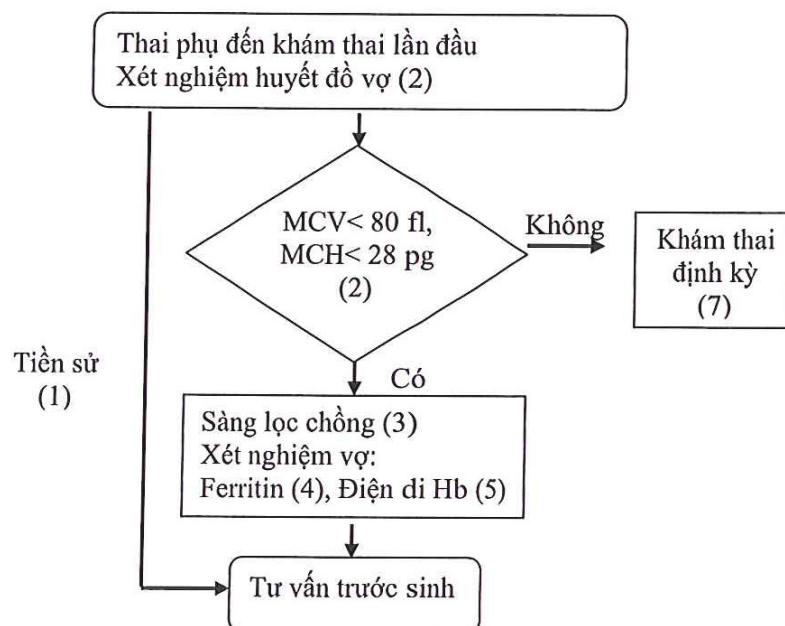 Thai phụ đến khám thai lần đầu
Xét nghiệm huyết đồ vợ (2)
MCV< 80 fl,
MCH< 28 pg
(2)
Không
Khám thai
định kỳ
(7)
Tiền sử
(1)
Có
Sàng lọc chồng (3)
Xét nghiệm vợ:
Ferritin (4), Điện di Hb (5)
Tư vấn trước sinh